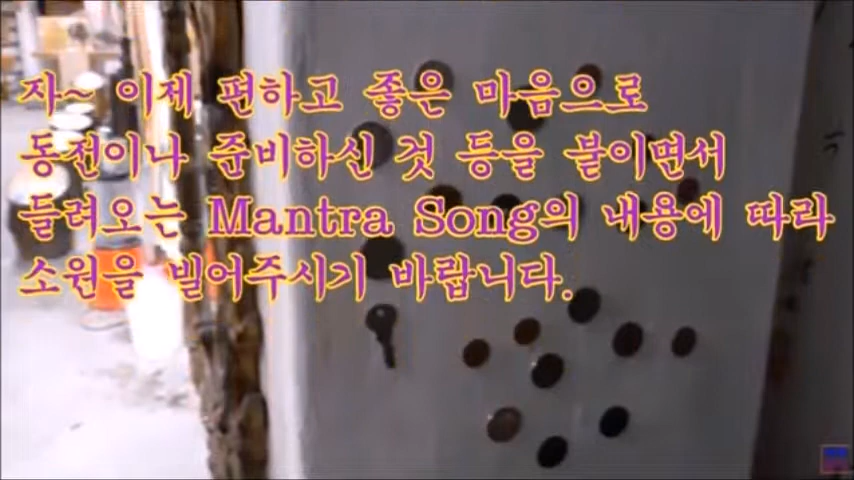 자~ 이제 편하고 좋은 마음으로
동전이나 준비하신 것 등을 붙이면서
들려오는 Mantra Song의 내용에 따라
소원을 빌어주시기 바랍니다.